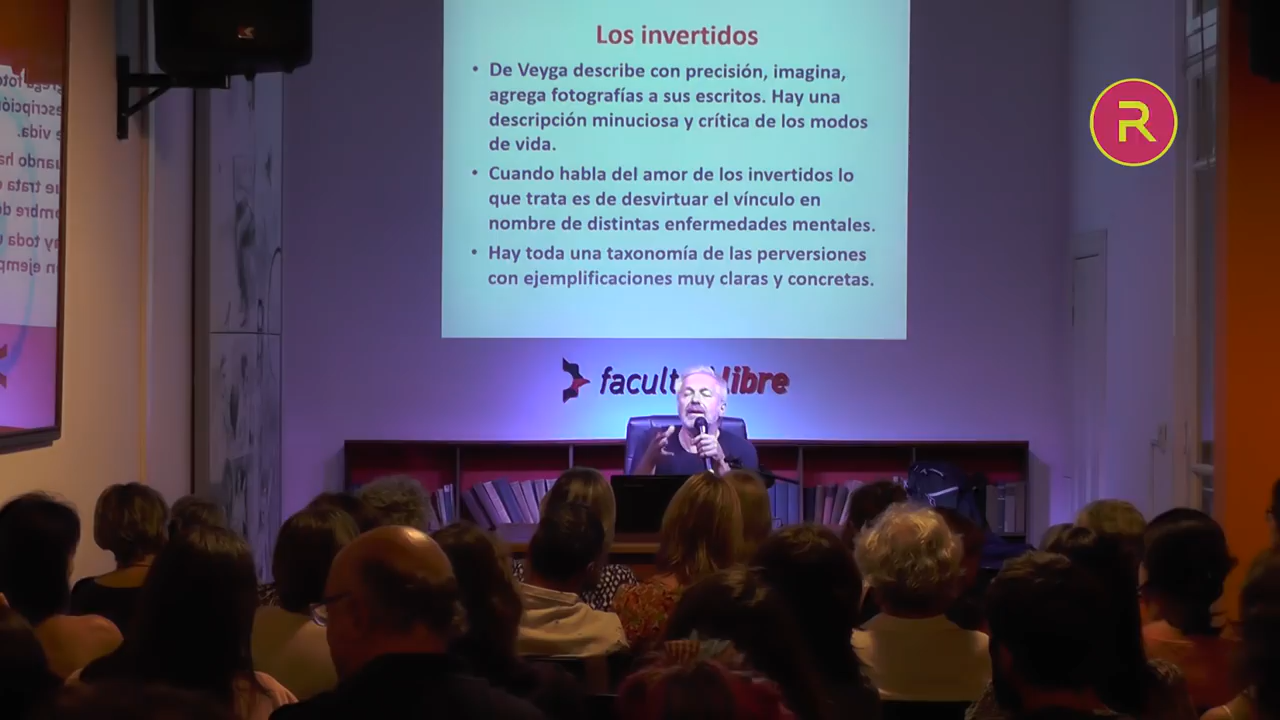 Los invertidos
• De Veyga describe con precisión, imagina,
agrega fotografías a sus escritos. Hay una
descripción minuciosa y crítica de los modos
de vida.
• Cuando habla del amor de los invertidos lo
que trata es de desvirtuar el vínculo en
nombre de distintas enfermedades mentales.
• Hay toda una taxonomía de las perversiones
con ejemplificaciones muy claras y concretas.
R
facult libre